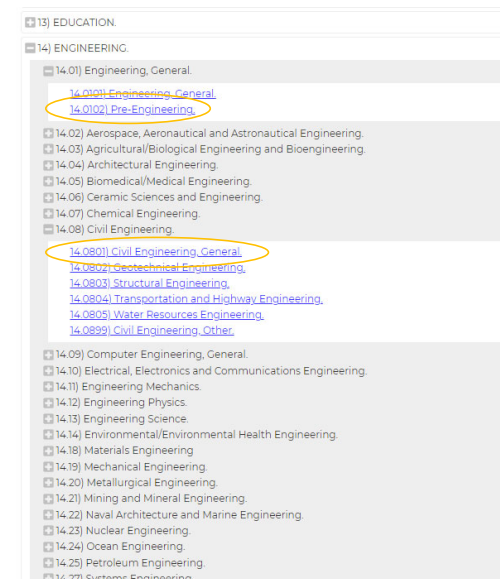 13) EDUCATION.
14) ENGINEERING.
14.01) Engineering, General.
14.0101) Engineering, General.
14.0102) Pre-Engineering.
14.02) Aerospace, Aeronautical and Astronautical Engineering.
14.03) Agricultural/Biological Engineering and Bioengineering.
14.04) Architectural Engineering.
14.05) Biomedical/Medical Engineering.
14.06) Ceramic Sciences and Engineering.
14.07) Chemical Engineering.
14.08) Civil Engineering.
14.0801) Civil Engineering, General.
14.0802) Geotechnical Engineering.
14.0803) Structural Engineering.
14.0804) Transportation and Highway Engineering.
14.0805) Water Resources Engineering.
14.0899) Civil Engineering, Other.
14.09) Computer Engineering, General.
14.10) Electrical, Electronics and Communications Engineering.
14.11) Engineering Mechanics.
14.12) Engineering Physics.
14.13) Engineering Science.
14.14) Environmental/Environmental Health Engineering.
14.18) Materials Engineering
14.19) Mechanical Engineering.
14.20) Metallurgical Engineering.
14.21) Mining and Mineral Engineering.
14.22) Naval Architecture and Marine Engineering.
14.23) Nuclear Engineering.
14.24) Ocean Engineering.
14.25) Petroleum Engineering.
14.27) Systems Engineering.